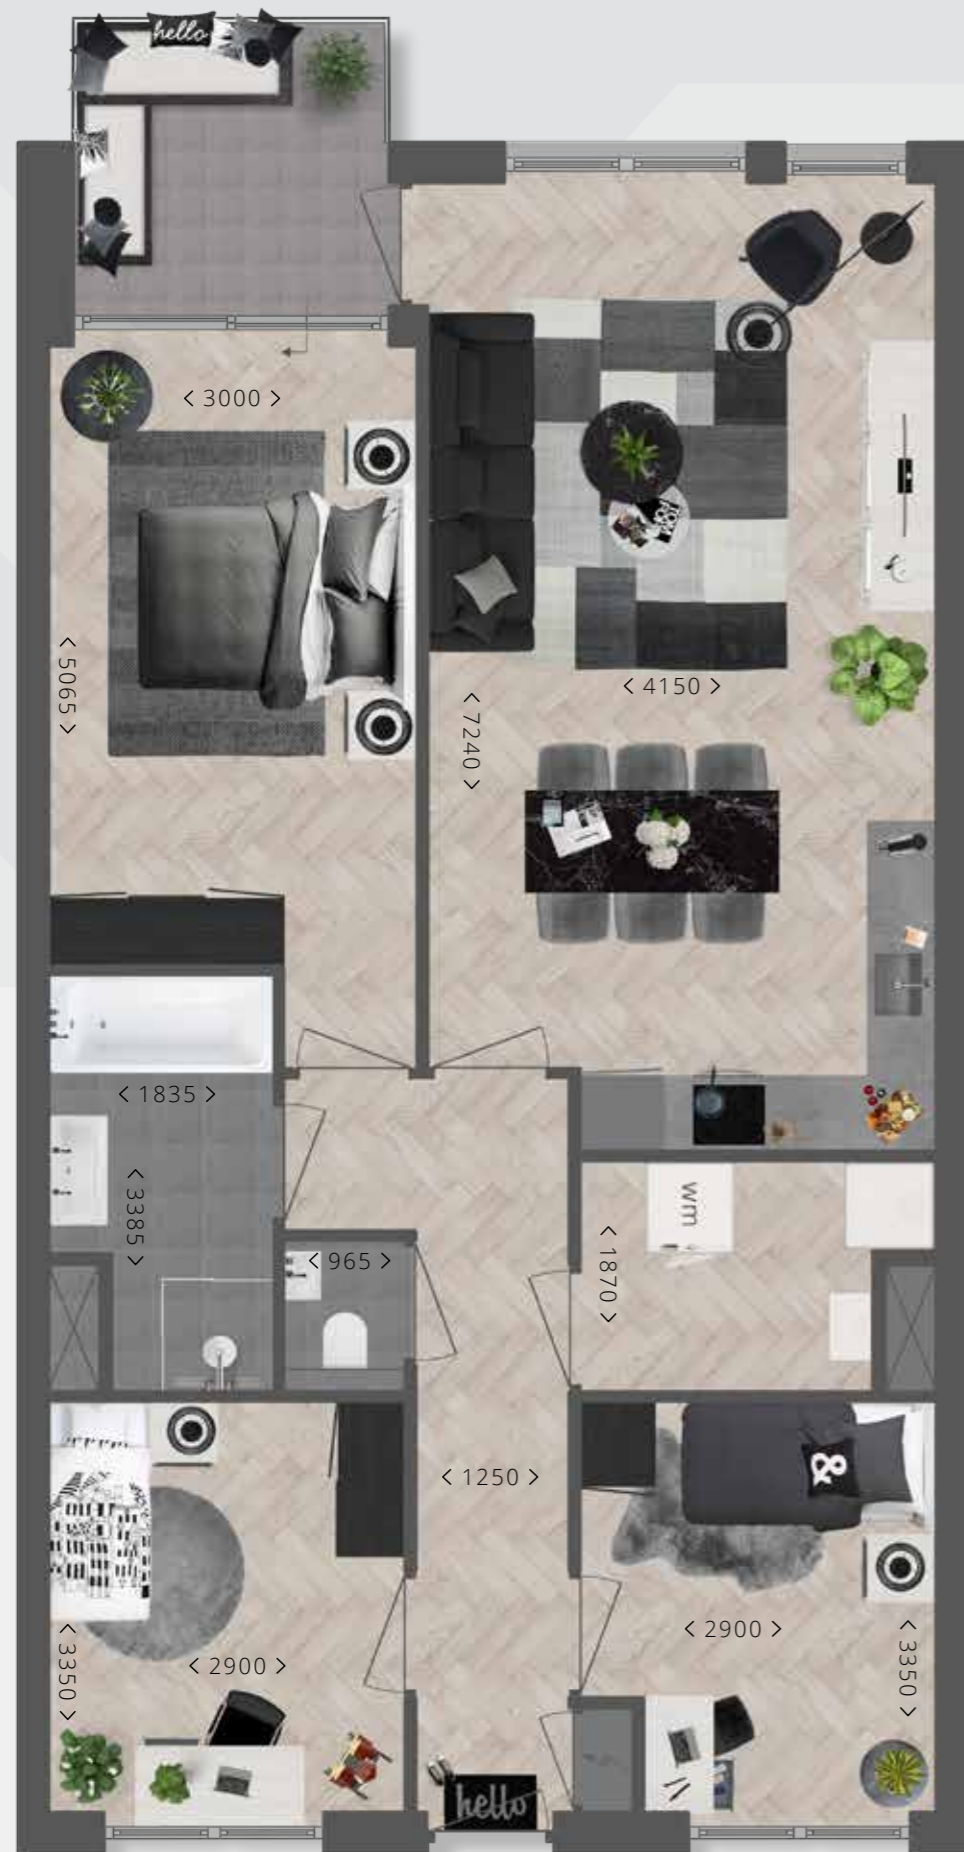 hello
< 3000 >
< 5065 >
< 4150 >
< 7240 >
< 1835 >
< 3385 >
wm
< 965 >
< 1870 >
&
< 1250 >
< 2900 >
< 3350 >
< 2900 >
< 3350 >
hello